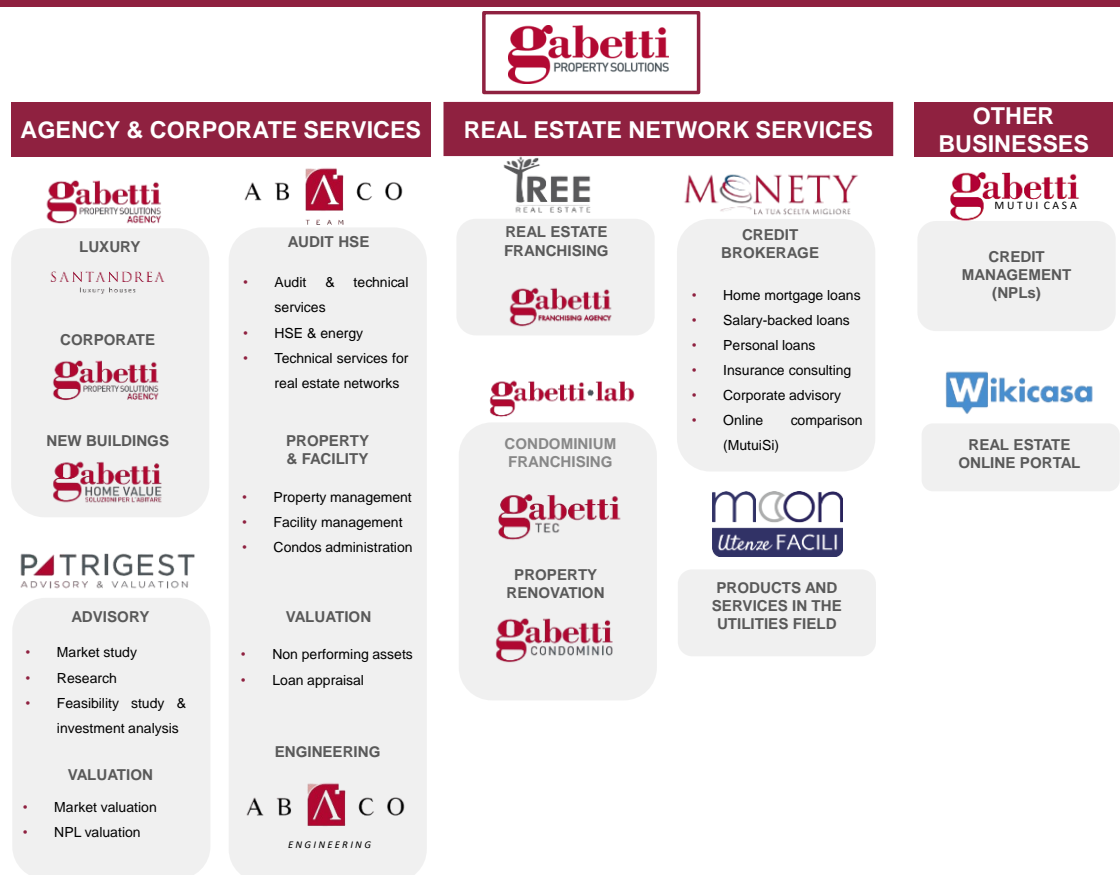 gabetti
PROPERTY SOLUTIONS
AGENCY & CORPORATE SERVICES
gabetti
PROPERTY SOLUTIONS
AGENCY
LUXURY
SANTANDREA
luxury houses
CORPORATE
gabetti
PROPERTY SOLUTIONS
AGENCY
NEW BUILDINGS
gabetti
HOME VALUE
SOLUZIONI PER L'ABITARE
PATRIGEST
ADVISORY & VALUATION
ADVISORY
• Market study
• Research
• Feasibility study &
investment analysis
VALUATION
• Market valuation
• NPL valuation
ABACO
TEAM
AUDIT HSE
• Audit & technical
services
• HSE & energy
• Technical services for
real estate networks
PROPERTY
& FACILITY
• Property management
• Facility management
• Condos administration
VALUATION
• Non performing assets
• Loan appraisal
ENGINEERING
ABACO
ENGINEERING
REAL ESTATE NETWORK SERVICES
TREE
REAL ESTATE
REAL ESTATE
FRANCHISING
gabetti
FRANCHISING AGENCY
gabetti•lab
CONDOMINIUM
FRANCHISING
gabetti
TEC
PROPERTY
RENOVATION
gabetti
CONDOMINIO
MONETY
LA TUA SCELTA MIGLIORE
CREDIT
BROKERAGE
• Home mortgage loans
• Salary-backed loans
• Personal loans
• Insurance consulting
• Corporate advisory
• Online comparison
(MutuiSi)
moon
Utenze FACILI
PRODUCTS AND
SERVICES IN THE
UTILITIES FIELD
OTHER
BUSINESSES
gabetti
MUTUICASA
CREDIT
MANAGEMENT
(NPLs)
Wikicasa
REAL ESTATE
ONLINE PORTAL